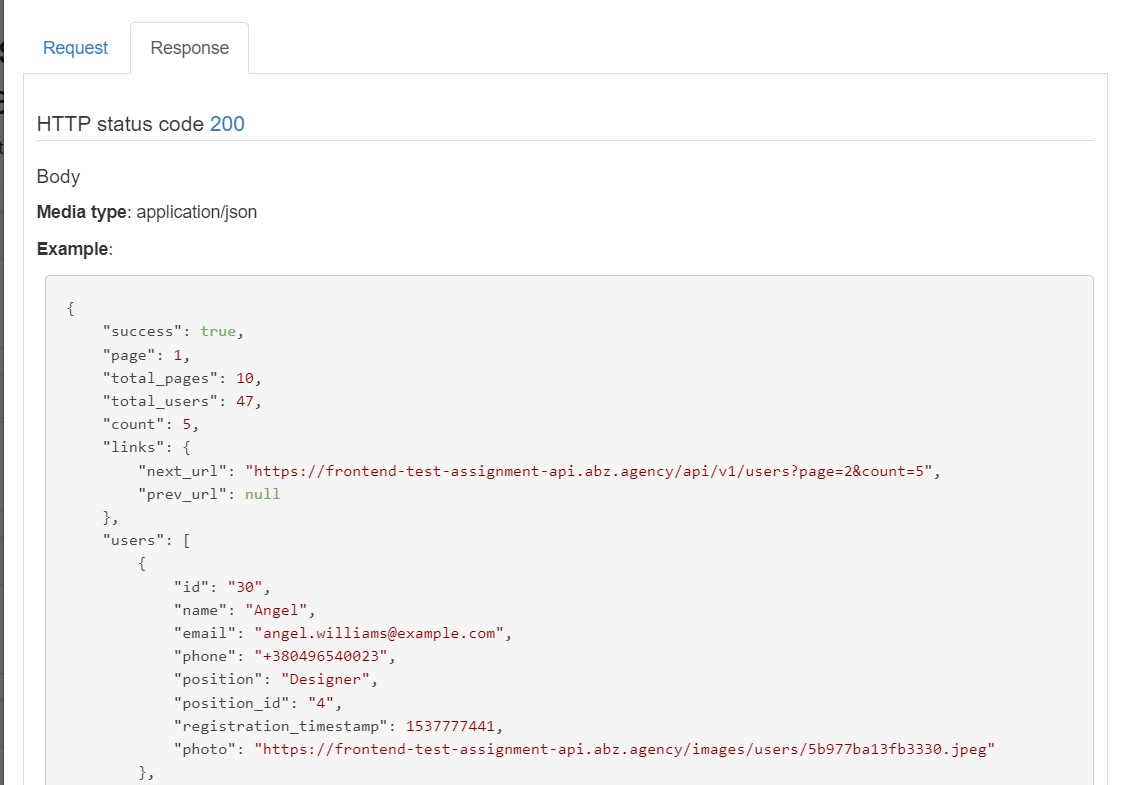 Request
Response
HTTP status code 200
Body
Media type: application/json
Example:
{
    "success": true,
    "page": 1,
    "total_pages": 10,
    "total_users": 47,
    "count": 5,
    "links": {
        "next_url": "https://frontend-test-assignment-api.abz.agency/api/v1/users?page=2&count=5",
        "prev_url": null
    },
    "users": [
        {
            "id": "30",
            "name": "Angel",
            "email": "angel.williams@example.com",
            "phone": "+380496540023",
            "position": "Designer",
            "position_id": "4",
            "registration_timestamp": 1537777441,
            "photo": "https://frontend-test-assignment-api.abz.agency/images/users/5b977ba13fb3330.jpeg"
        },